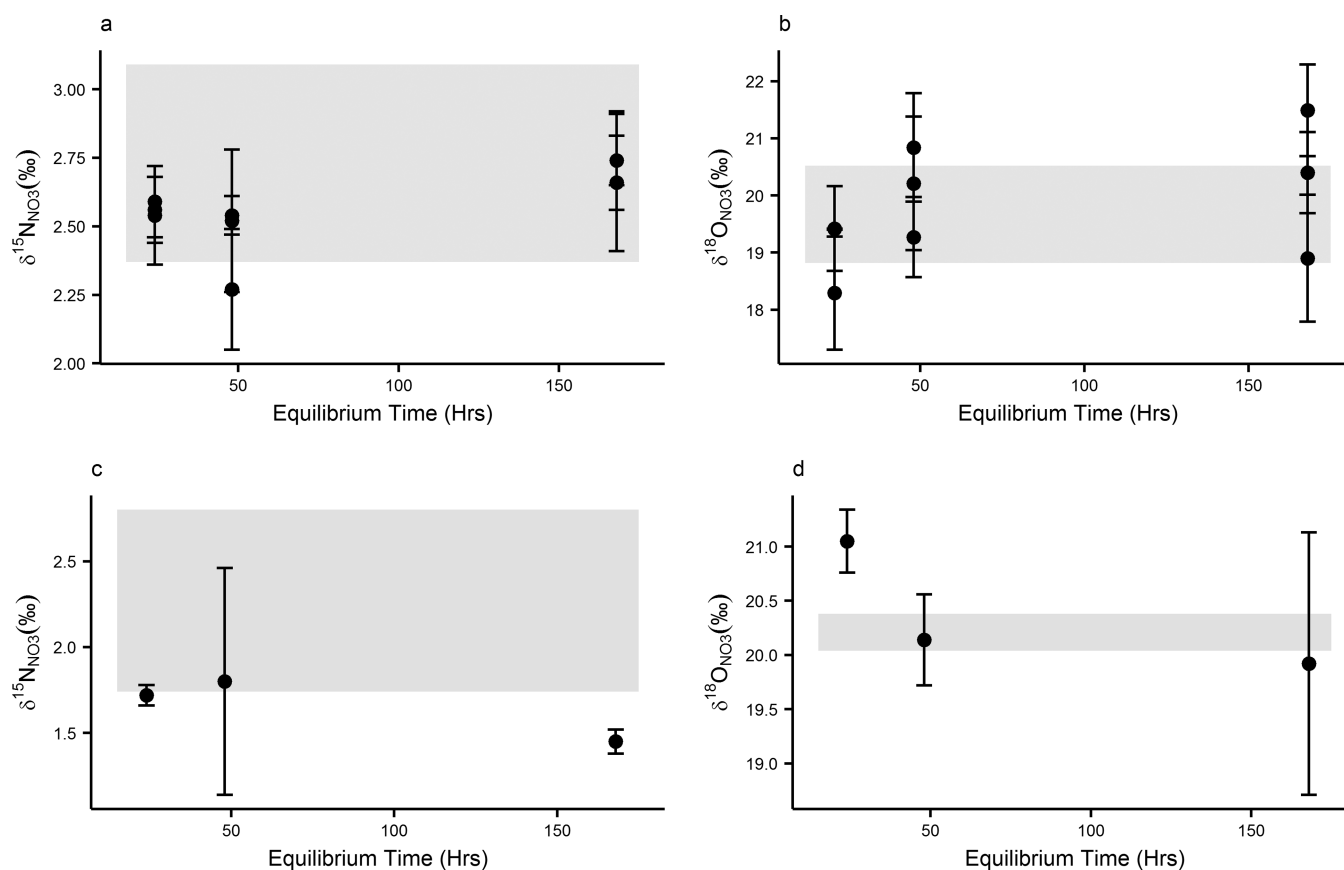 a
3.00
2.75
2.50
2.25
2.00
δ15NNO3(‰)
50
100
150
Equilibrium Time (Hrs)
b
22
21
20
19
18
δ18ONO3(‰)
50
100
150
Equilibrium Time (Hrs)
c
2.5
2.0
1.5
δ15NNO3(‰)
50
100
150
Equilibrium Time (Hrs)
d
21.0
20.5
20.0
19.5
19.0
δ18ONO3(‰)
50
100
150
Equilibrium Time (Hrs)